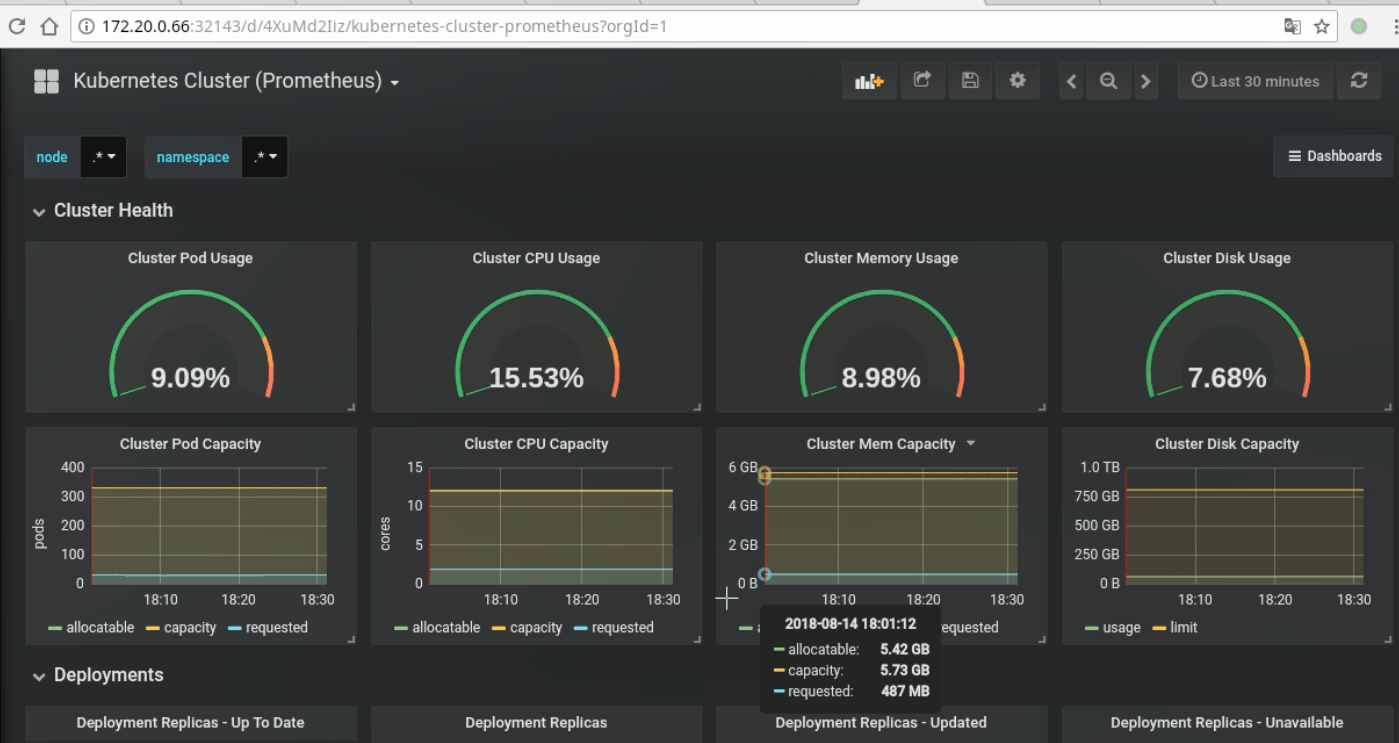 172.20.0.66:32143/d/4XuMd2Iiz/kubernetes-cluster-prometheus?orgId=1
Kubernetes Cluster (Prometheus)
Last 30 minutes
node .* namespace .* Dashboards
Cluster Health
Cluster Pod Usage
9.09%
Cluster CPU Usage
15.53%
Cluster Memory Usage
8.98%
Cluster Disk Usage
7.68%
Cluster Pod Capacity
pods
400
300
200
100
0
18:10 18:20 18:30
allocatable capacity requested
Cluster CPU Capacity
cores
15
10
5
0
18:10 18:20 18:30
allocatable capacity requested
Cluster Mem Capacity
6 GB
4 GB
2 GB
0 B
18:10 18:20 18:30
requested
2018-08-14 18:01:12
allocatable: 5.42 GB
capacity: 5.73 GB
requested: 487 MB
Cluster Disk Capacity
1.0 TB
750 GB
500 GB
250 GB
0 B
18:10 18:20 18:30
usage limit
Deployments
Deployment Replicas - Up To Date
Deployment Replicas
Deployment Replicas - Updated
Deployment Replicas - Unavailable